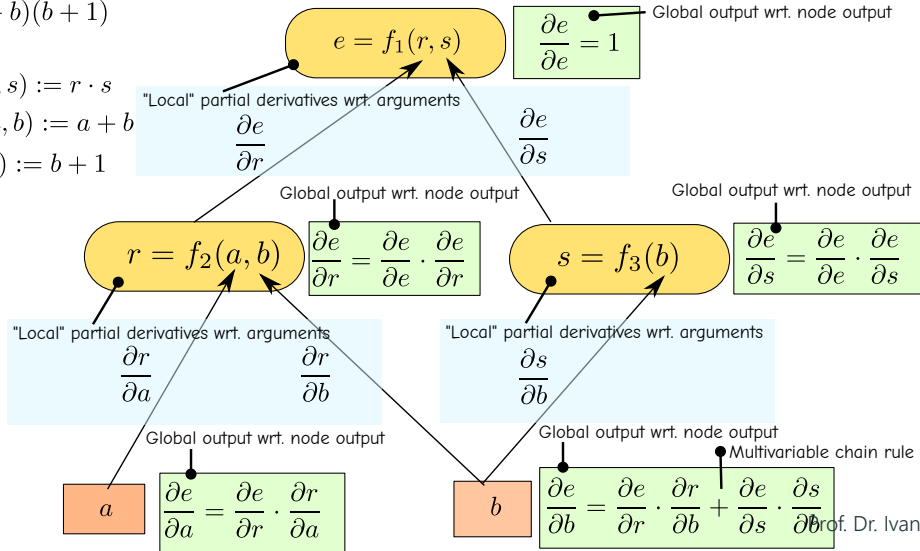 b)(b + 1)
Global output wrt. node output
e = f₁(r, s)
∂e/∂e = 1
s) := r · s
"Local" partial derivatives wrt. arguments
, b) := a + b
∂e/∂r
∂e/∂s
) := b + 1
Global output wrt. node output
Global output wrt. node output
r = f₂(a, b)
∂e/∂r = ∂e/∂e · ∂e/∂r
s = f₃(b)
∂e/∂s = ∂e/∂e · ∂e/∂s
"Local" partial derivatives wrt. arguments
"Local" partial derivatives wrt. arguments
∂r/∂a
∂r/∂b
∂s/∂b
Global output wrt. node output
Global output wrt. node output
Multivariable chain rule
a
∂e/∂a = ∂e/∂r · ∂r/∂a
b
∂e/∂b = ∂e/∂r · ∂r/∂b + ∂e/∂s · ∂s/∂b
Prof. Dr. Ivan